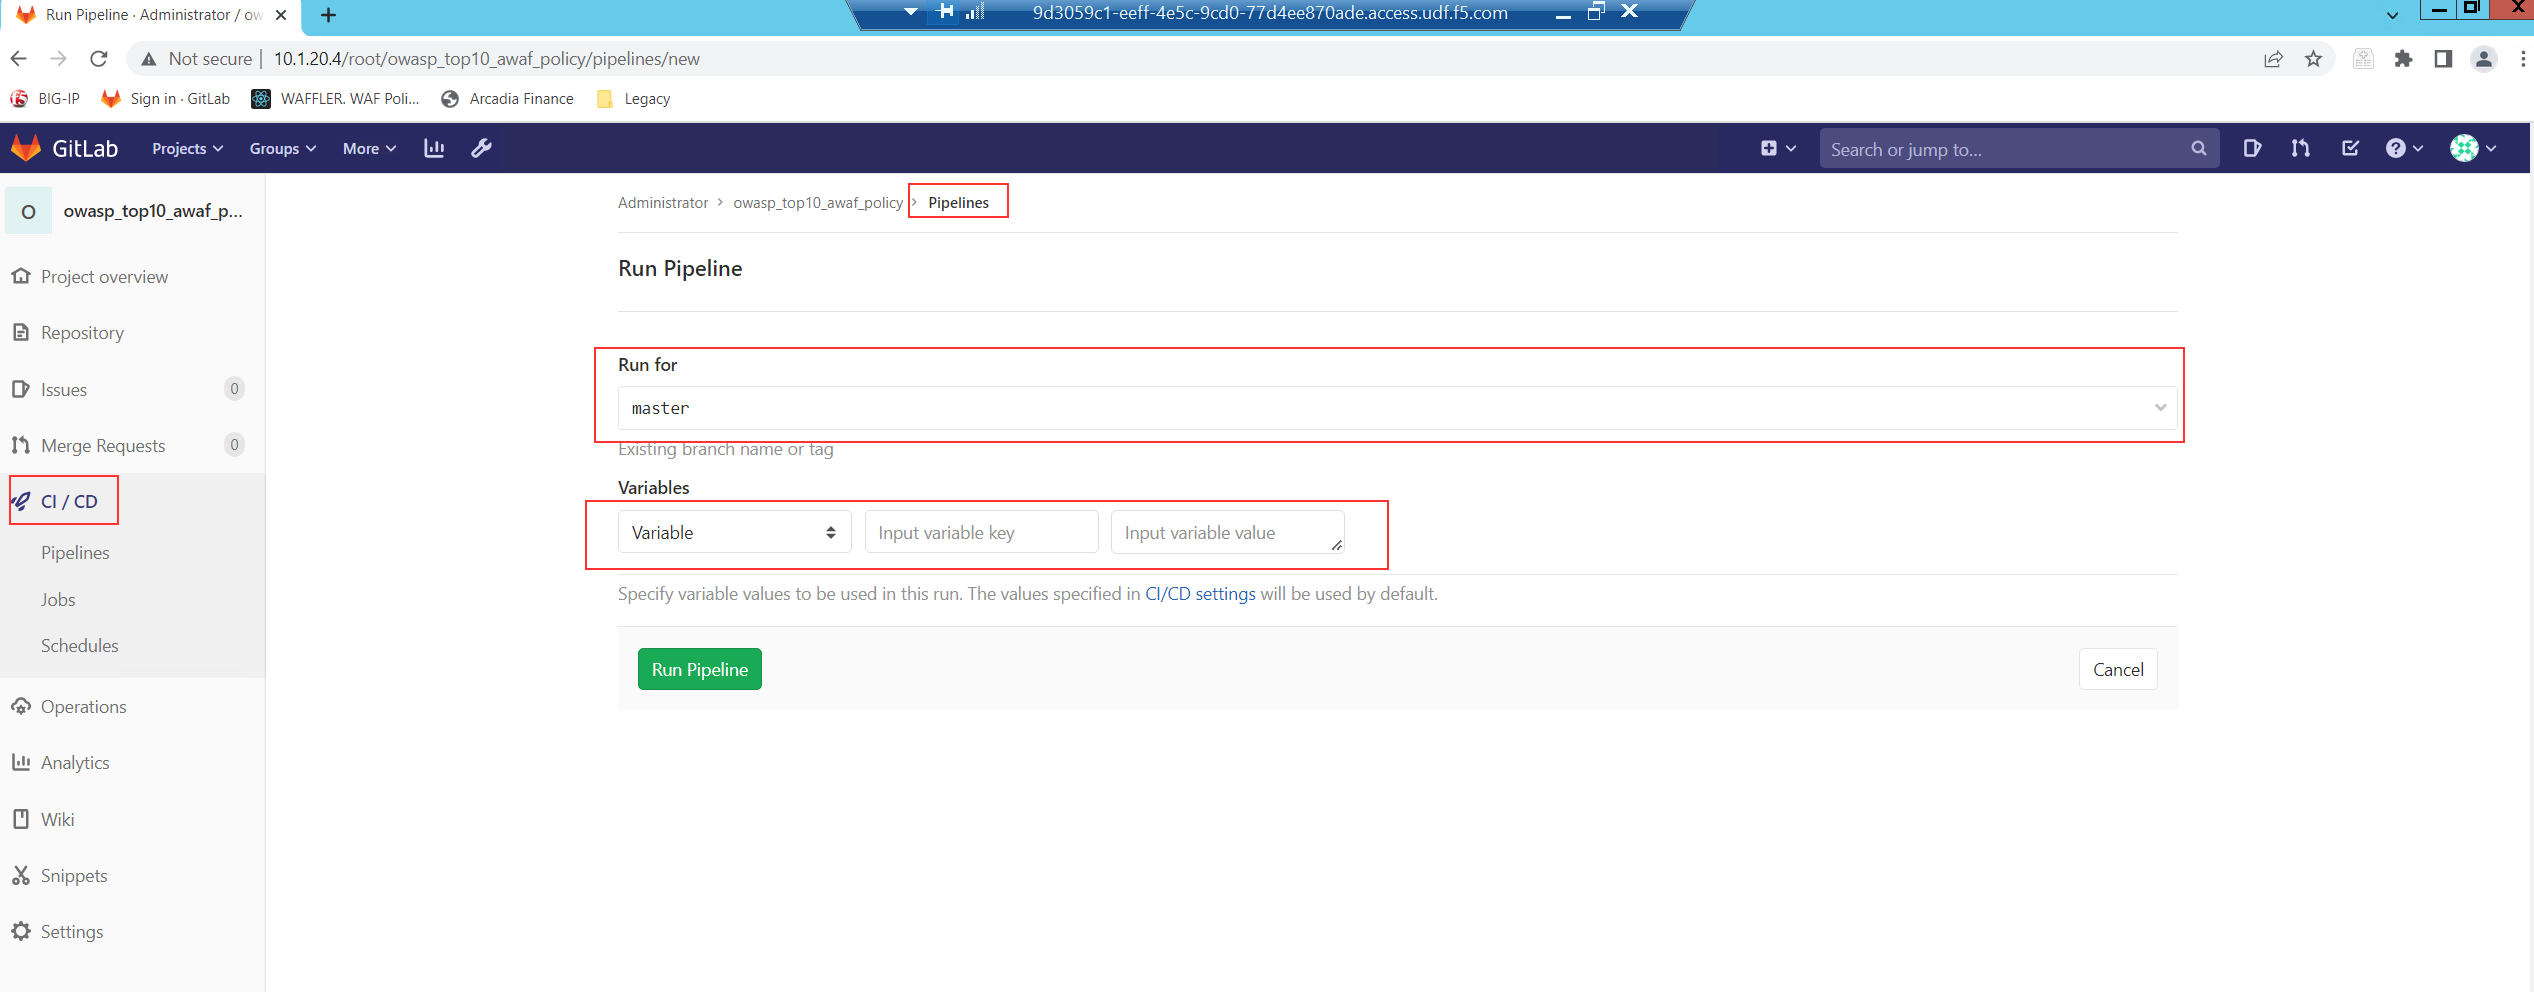 Run Pipeline · Administrator / ow
9d3059c1-eeff-4e5c-9cd0-77d4ee870ade.access.udf.f5.com
Not secure 10.1.20.4/root/owasp_top10_awaf_policy/pipelines/new
BIG-IP Sign in · GitLab WAFFLER. WAF Poli... Arcadia Finance Legacy
GitLab Projects Groups More Search or jump to...
O owasp_top10_awaf_p...
Project overview
Repository
Issues 0
Merge Requests 0
CI / CD
Pipelines
Jobs
Schedules
Operations
Analytics
Wiki
Snippets
Settings
Administrator > owasp_top10_awaf_policy > Pipelines
Run Pipeline
Run for
master
Existing branch name or tag
Variables
Variable Input variable key Input variable value
Specify variable values to be used in this run. The values specified in CI/CD settings will be used by default.
Run Pipeline Cancel